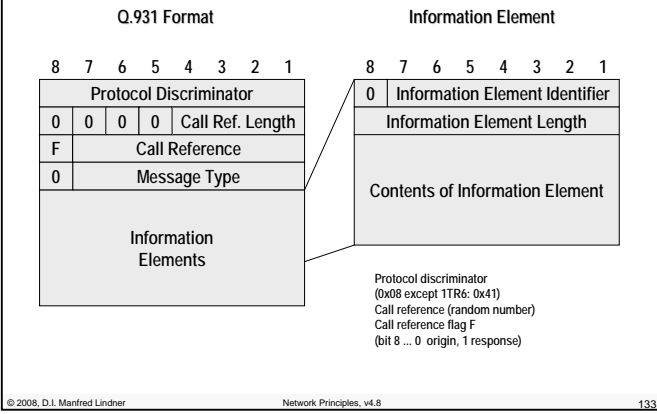 Q.931 Format
Information Element
8 7 6 5 4 3 2 1
Protocol Discriminator
0 0 0 0 Call Ref. Length
F Call Reference
0 Message Type
Information
Elements
8 7 6 5 4 3 2 1
0 Information Element Identifier
Information Element Length
Contents of Information Element
Protocol discriminator
(0x08 except 1TR6: 0x41)
Call reference (random number)
Call reference flag F
(bit 8 ... 0 origin, 1 response)
© 2008, D.I. Manfred Lindner
Network Principles, v4.8
133